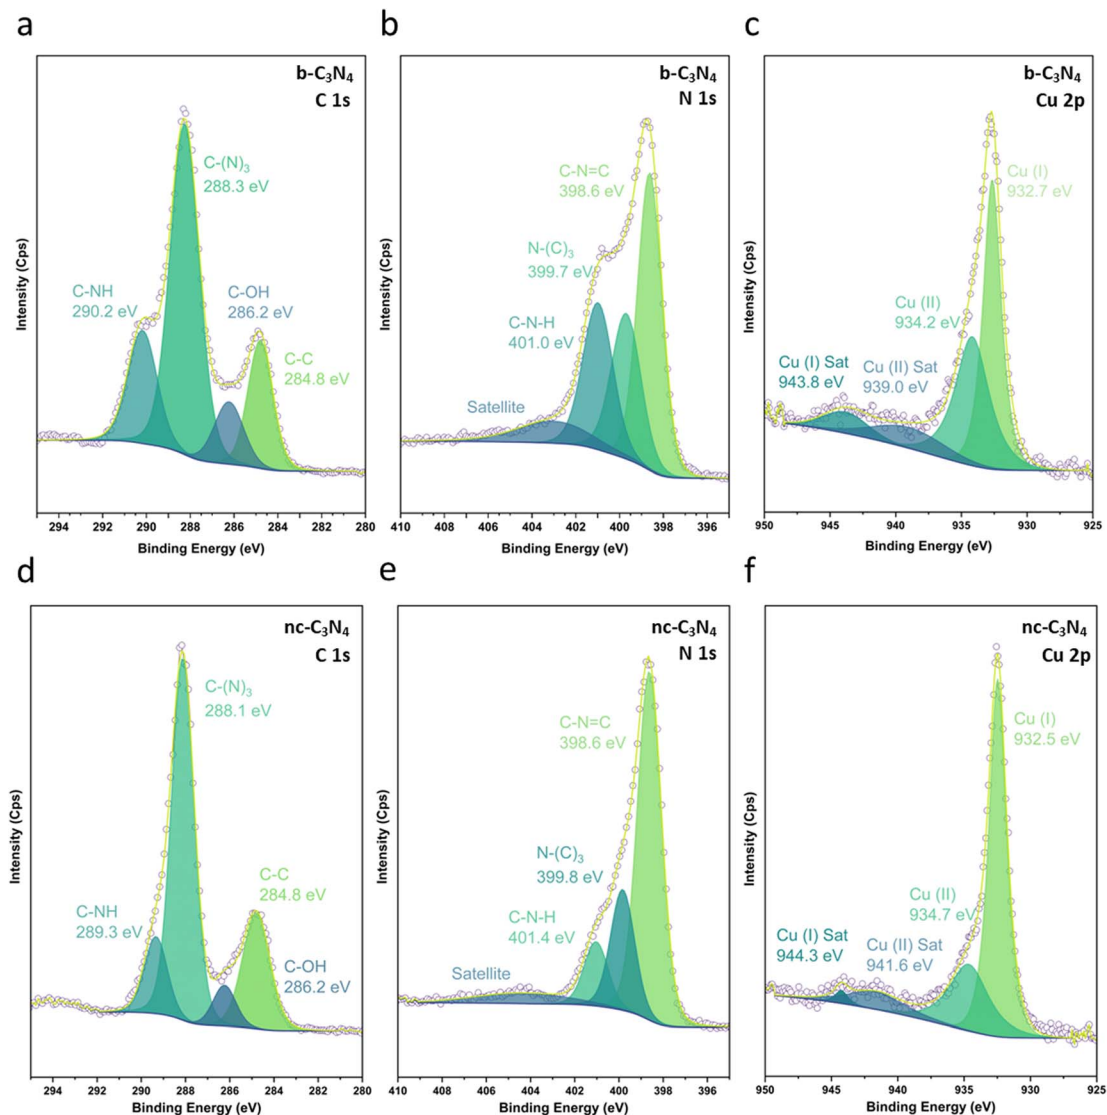 a
b-C₃N₄
C 1s
C-(N)₃
288.3 eV
C-NH
290.2 eV
C-OH
286.2 eV
C-C
284.8 eV
Intensity (Cps)
294 292 290 288 286 284 282 280
Binding Energy (eV)
b
b-C₃N₄
N 1s
C-N=C
398.6 eV
N-(C)₃
399.7 eV
C-N-H
401.0 eV
Satellite
Intensity (Cps)
410 408 406 404 402 400 398 396
Binding Energy (eV)
c
b-C₃N₄
Cu 2p
Cu (I)
932.7 eV
Cu (II)
934.2 eV
Cu (I) Sat
943.8 eV
Cu (II) Sat
939.0 eV
Intensity (Cps)
950 945 940 935 930 925
Binding Energy (eV)
d
nc-C₃N₄
C 1s
C-(N)₃
288.1 eV
C-C
284.8 eV
C-NH
289.3 eV
C-OH
286.2 eV
Intensity (Cps)
294 292 290 288 286 284 282 280
Binding Energy (eV)
e
nc-C₃N₄
N 1s
C-N=C
398.6 eV
N-(C)₃
399.8 eV
C-N-H
401.4 eV
Satellite
Intensity (Cps)
410 408 406 404 402 400 398 396
Binding Energy (eV)
f
nc-C₃N₄
Cu 2p
Cu (I)
932.5 eV
Cu (II)
934.7 eV
Cu (I) Sat
944.3 eV
Cu (II) Sat
941.6 eV
Intensity (Cps)
950 945 940 935 930 925
Binding Energy (eV)